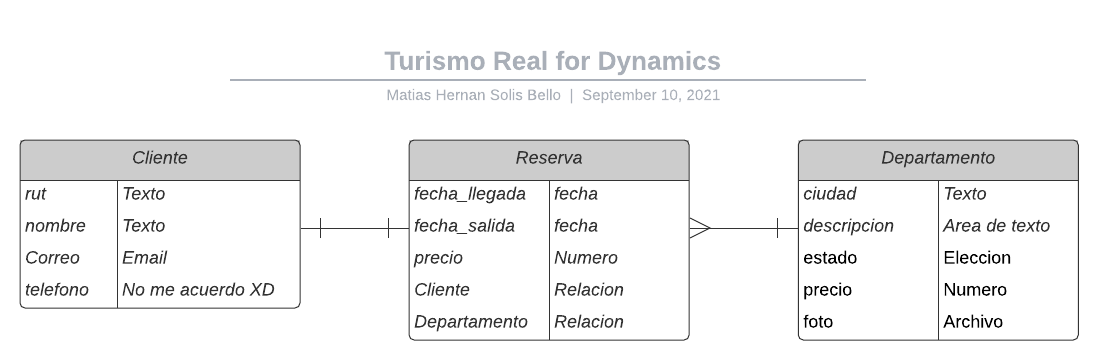 Turismo Real for Dynamics
Matias Hernan Solis Bello | September 10, 2021
Cliente
rut Texto
nombre Texto
Correo Email
telefono No me acuerdo XD
Reserva
fecha_llegada fecha
fecha_salida fecha
precio Numero
Cliente Relacion
Departamento Relacion
Departamento
ciudad Texto
descripcion Area de texto
estado Eleccion
precio Numero
foto Archivo